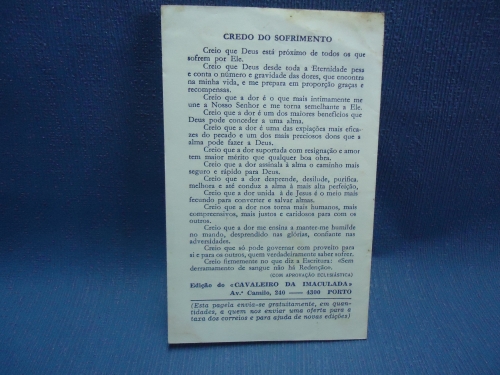 CREDO DO SOFRIMENTO
Creio que Deus está próximo de todos os que
sofrem por Ele.
Creio que Deus desde toda a Eternidade pesa
e conta o número e gravidade das dores, que encontra
na minha vida, e me prepara em proporção graças e
recompensas.
Creio que a dor é o que mais intimamente me
une a Nosso Senhor e me torna semelhante a Ele.
Creio que a dor é um dos maiores benefícios que
Deus pode conceder a uma alma.
Creio que a dor é uma das expiações mais efica-
zes do pecado e um dos mais preciosos dons que a
alma pode fazer a Deus.
Creio que a dor suportada com resignação e amor
tem maior mérito que qualquer boa obra.
Creio que a dor assinala à alma o caminho mais
seguro e rápido para Deus.
Creio que a dor desprende, desilude, purifica,
melhora e até conduz a alma à mais alta perfeição.
Creio que a dor unida à de Jesus é o meio mais
fecundo para converter e salvar almas.
Creio que a dor nos torna mais humanos, mais
compreensivos, mais justos e caridosos para com os
outros.
Creio que a dor me ensina a manter-me humilde
no mando, desprendido nas glórias, confiante nas
adversidades.
Creio que só pode governar com proveito para
si e para os outros, quem verdadeiramente saber sofrer.
Creio firmemente no que diz a Escritura: «Sem
derramamento de sangue não há Redenção».
(COM APROVAÇÃO ECLESIÁSTICA)
Edição do «CAVALEIRO DA IMACULADA»
Av.ª Camilo, 240 — 4300 PORTO
(Esta pagela envia-se gratuitamente, em quan-
tidades, a quem nos enviar uma oferta para a
taxa dos correios e para ajuda de novas edições)